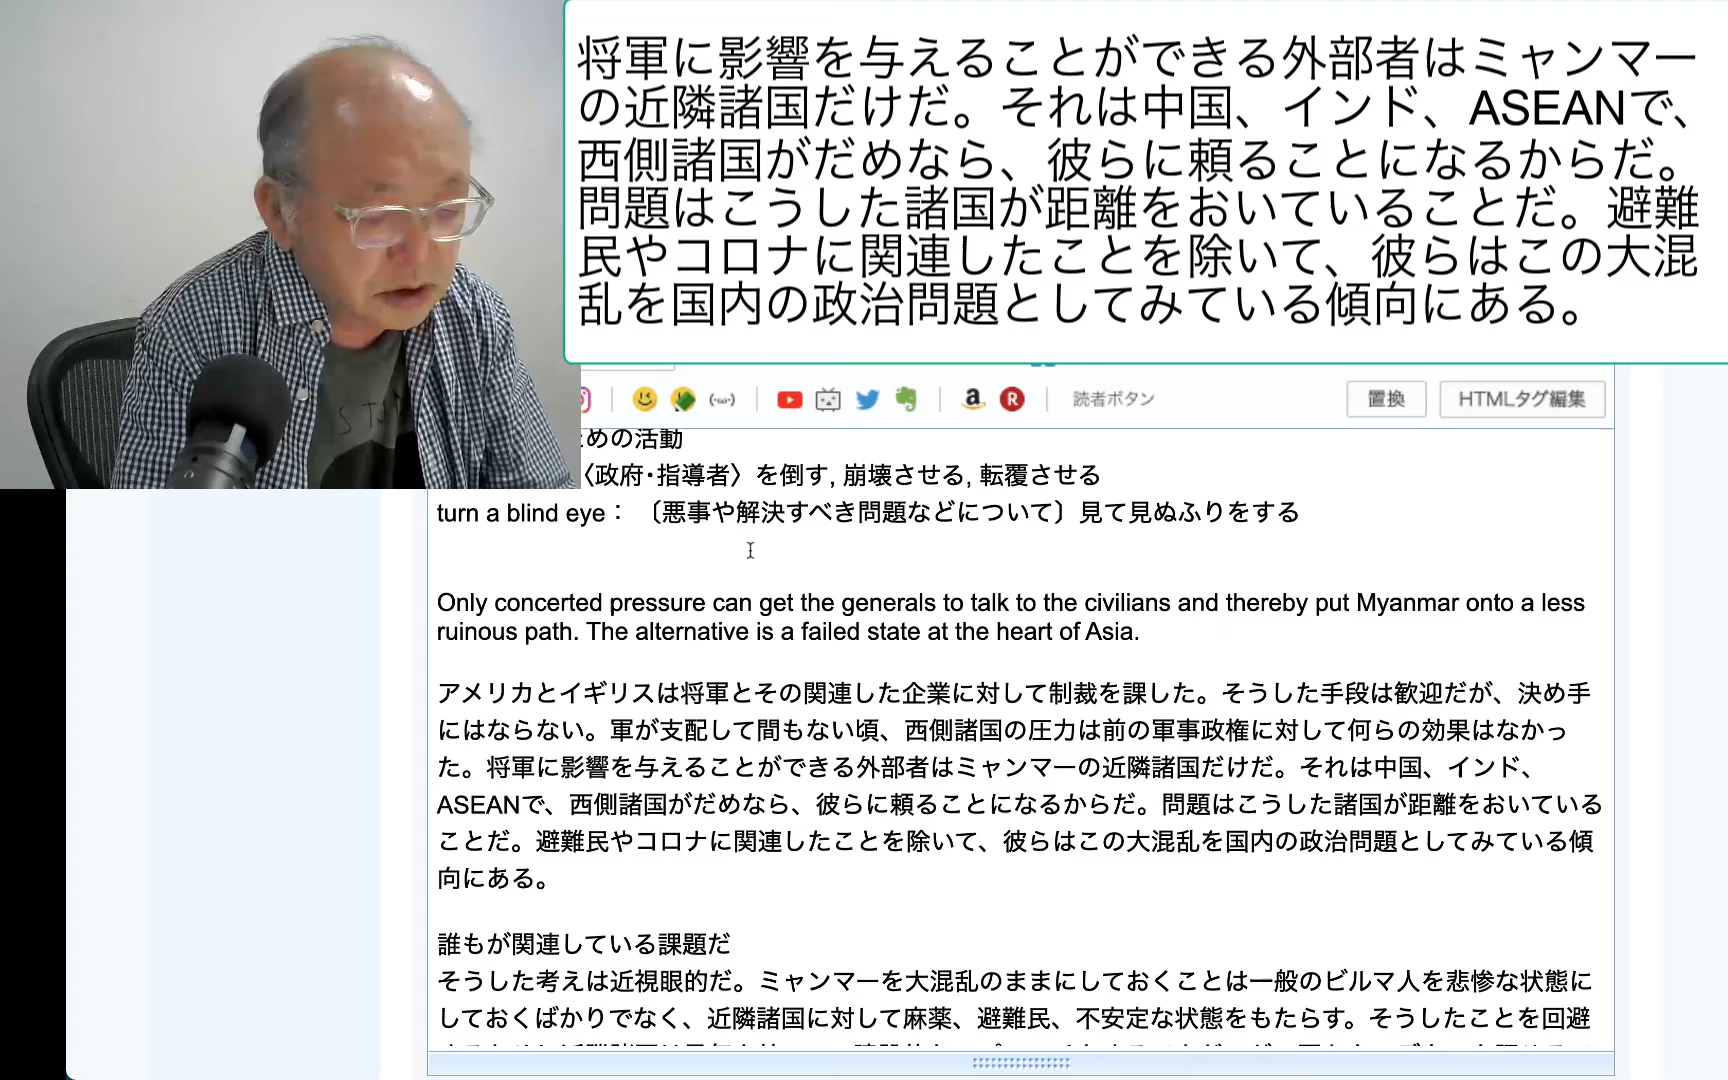 将軍に影響を与えることができる外部者はミャンマー
の近隣諸国だけだ。それは中国、インド、ASEANで、
西側諸国がだめなら、彼らに頼ることになるからだ。
問題はこうした諸国が距離をおいていることだ。避難
民やコロナに関連したことを除いて、彼らはこの大混
乱を国内の政治問題としてみている傾向にある。
読者ボタン
置換
HTMLタグ編集
めの活動
〈政府･指導者〉を倒す, 崩壊させる, 転覆させる
turn a blind eye： 〔悪事や解決すべき問題などについて〕見て見ぬふりをする
Only concerted pressure can get the generals to talk to the civilians and thereby put Myanmar onto a less
ruinous path. The alternative is a failed state at the heart of Asia.
アメリカとイギリスは将軍とその関連した企業に対して制裁を課した。そうした手段は歓迎だが、決め手
にはならない。軍が支配して間もない頃、西側諸国の圧力は前の軍事政権に対して何らの効果はなかっ
た。将軍に影響を与えることができる外部者はミャンマーの近隣諸国だけだ。それは中国、インド、
ASEANで、西側諸国がだめなら、彼らに頼ることになるからだ。問題はこうした諸国が距離をおいている
ことだ。避難民やコロナに関連したことを除いて、彼らはこの大混乱を国内の政治問題としてみている傾
向にある。
誰もが関連している課題だ
そうした考えは近視眼的だ。ミャンマーを大混乱のままにしておくことは一般のビルマ人を悲惨な状態に
しておくばかりでなく、近隣諸国に対して麻薬、避難民、不安定な状態をもたらす。そうしたことを回避